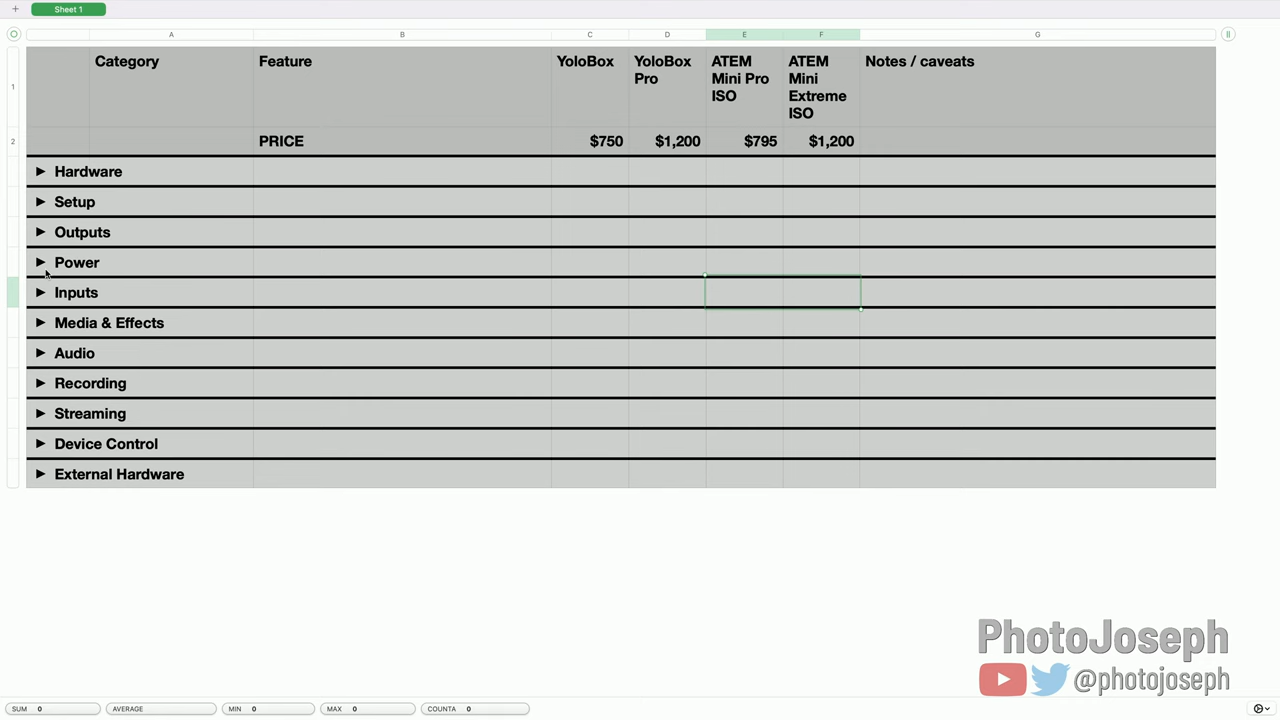 + Sheet 1
A B C D E F G
1 Category Feature YoloBox YoloBox Pro ATEM Mini Pro ISO ATEM Mini Extreme ISO Notes / caveats
2 PRICE $750 $1,200 $795 $1,200
Hardware
Setup
Outputs
Power
Inputs
Media & Effects
Audio
Recording
Streaming
Device Control
External Hardware
PhotoJoseph
@photojoseph
SUM 0 AVERAGE MIN 0 MAX 0 COUNTA 0